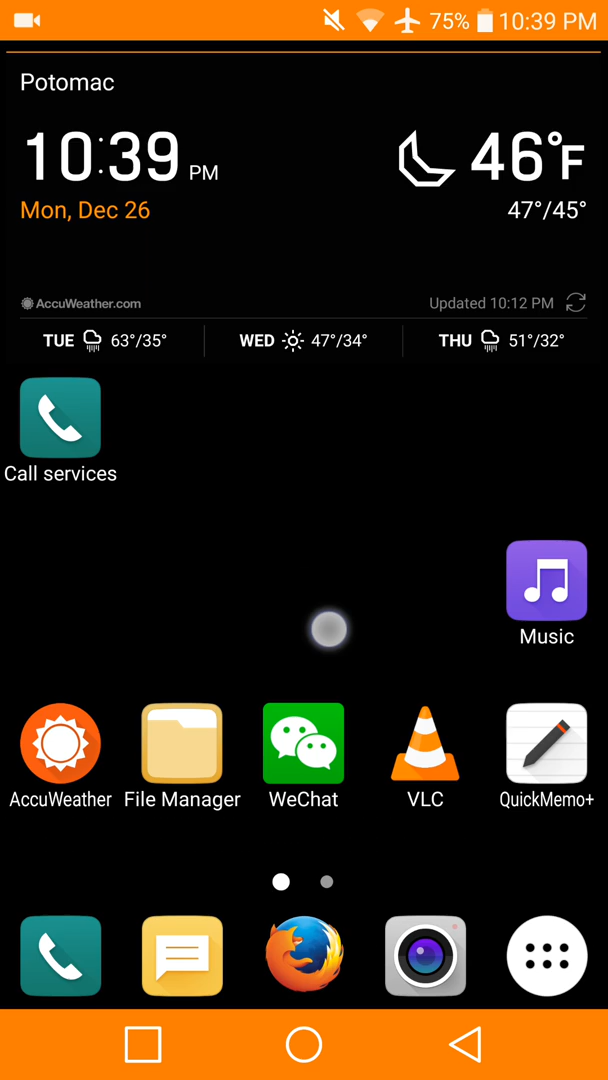 75% 10:39 PM
Potomac
10:39 PM
46°F
Mon, Dec 26
47°/45°
AccuWeather.com
Updated 10:12 PM
TUE 63°/35°
WED 47°/34°
THU 51°/32°
Call services
Music
AccuWeather
File Manager
WeChat
VLC
QuickMemo+